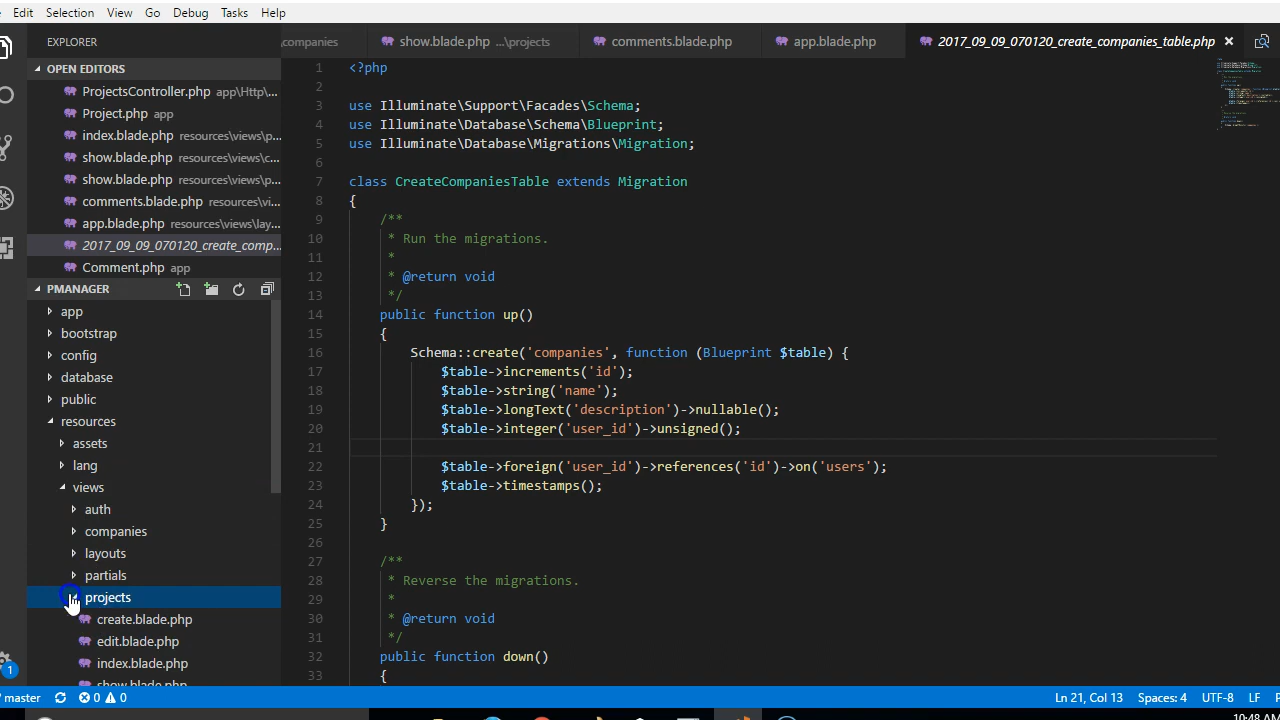 Edit Selection View Go Debug Tasks Help
EXPLORER
\companies show.blade.php ...\projects comments.blade.php app.blade.php 2017_09_09_070120_create_companies_table.php
OPEN EDITORS
ProjectsController.php app\Http\...
Project.php app
index.blade.php resources\views\p...
show.blade.php resources\views\c...
show.blade.php resources\views\p...
comments.blade.php resources\vi...
app.blade.php resources\views\lay...
2017_09_09_070120_create_comp...
Comment.php app
PMANAGER
app
bootstrap
config
database
public
resources
assets
lang
views
auth
companies
layouts
partials
projects
create.blade.php
edit.blade.php
index.blade.php
show.blade.php
1 <?php
2
3 use Illuminate\Support\Facades\Schema;
4 use Illuminate\Database\Schema\Blueprint;
5 use Illuminate\Database\Migrations\Migration;
6
7 class CreateCompaniesTable extends Migration
8 {
9 /**
10 * Run the migrations.
11 *
12 * @return void
13 */
14 public function up()
15 {
16 Schema::create('companies', function (Blueprint $table) {
17 $table->increments('id');
18 $table->string('name');
19 $table->longText('description')->nullable();
20 $table->integer('user_id')->unsigned();
21
22 $table->foreign('user_id')->references('id')->on('users');
23 $table->timestamps();
24 });
25 }
26
27 /**
28 * Reverse the migrations.
29 *
30 * @return void
31 */
32 public function down()
33 {
1
master 0 0 Ln 21, Col 13 Spaces: 4 UTF-8 LF
10:48 AM